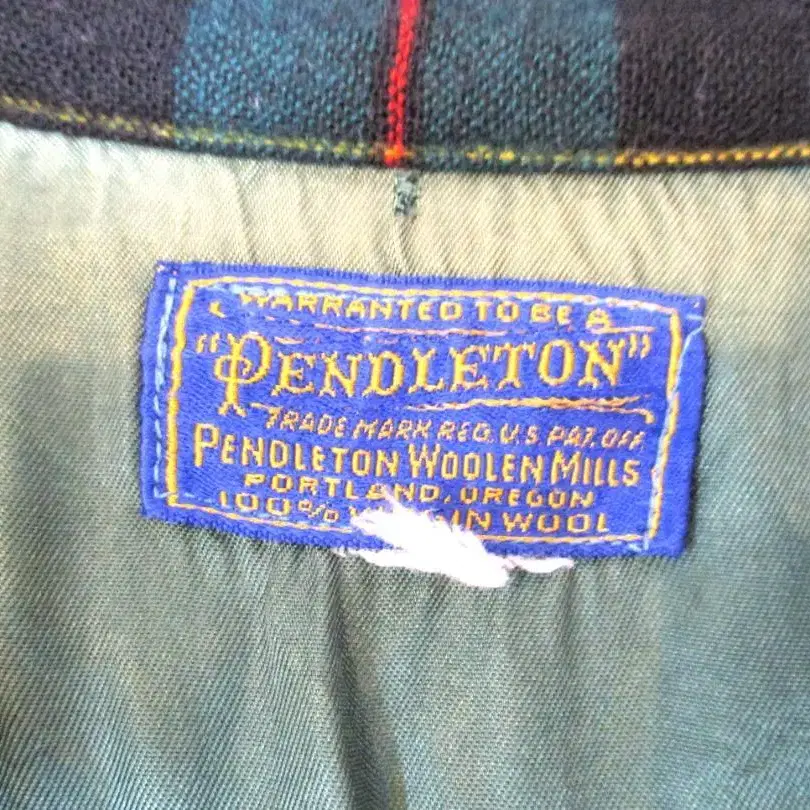 WARRANTED TO BE A
"PENDLETON"
TRADE MARK REG. U.S. PAT. OFF.
PENDLETON WOOLEN MILLS
PORTLAND, OREGON
100% WOOL